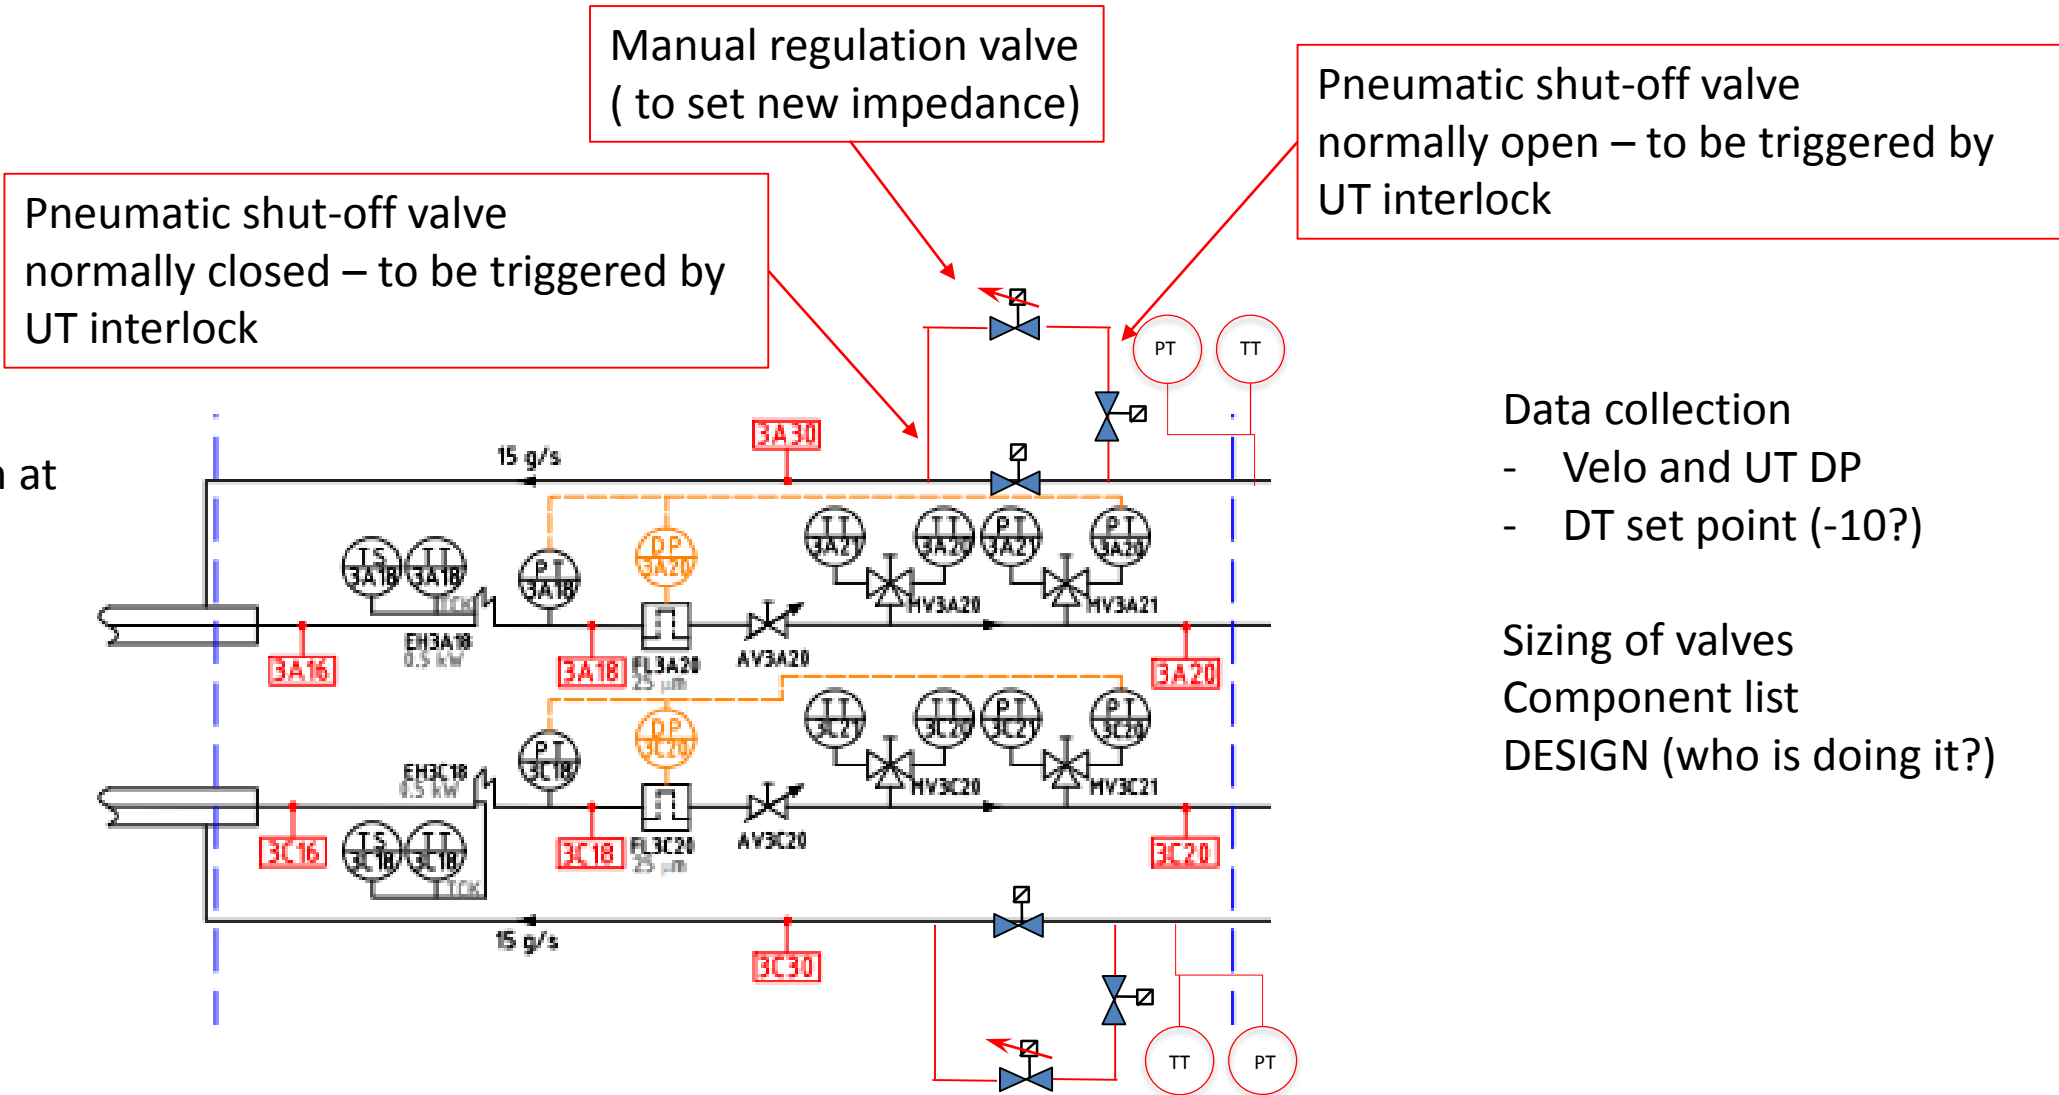 Manual regulation valve
( to set new impedance)
Pneumatic shut-off valve
normally open – to be triggered by
UT interlock
Pneumatic shut-off valve
normally closed – to be triggered by
UT interlock
PT
TT
Data collection
- Velo and UT DP
- DT set point (-10?)
Sizing of valves
Component list
DESIGN (who is doing it?)
n at
3A30
15 g/s
TS
3A18
TT
3A18
PT
3A18
DP
3A20
TT
3A21
TT
3A20
PT
3A21
PT
3A20
TCK
MV3A20
MV3A21
EH3A18
0.5 kW
3A16
3A18
FL3A20
25 µm
AV3A20
3A20
PT
3C18
DP
3C20
TT
3C21
TT
3C20
PT
3C21
PT
3C20
EH3C18
0.5 kW
MV3C20
MV3C21
3C16
TS
3C18
TT
3C18
TCK
3C18
FL3C20
25 µm
AV3C20
3C20
15 g/s
3C30
TT
PT